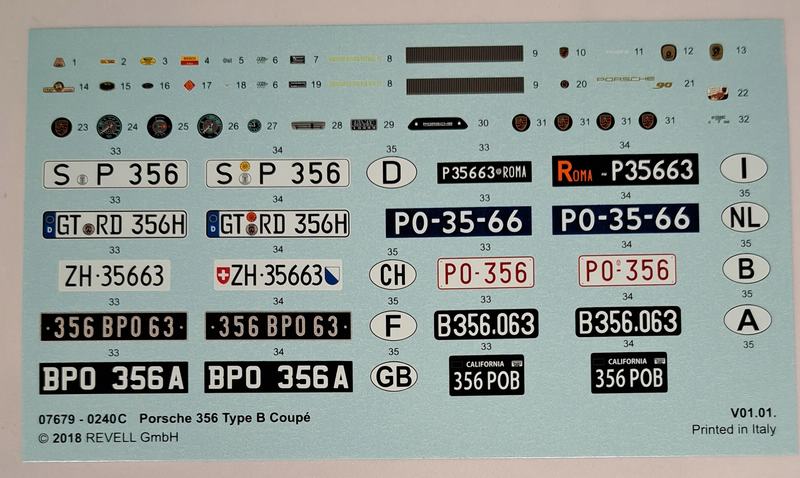 1 2 3 4 5 6 7 8 9 10 11 12 13
14 15 16 17 18 6 19 8 9 20 PORSCHE 90 21 22
23 24 25 26 27 28 29 PORSCHE 30 31 31 31 31 32
33 34 35 33 34
S P 356 S P 356 D P35663 ROMA ROMA P35663 I
33 34 33 34 35
D GT RD 356H D GT RD 356H PO-35-66 PO-35-66 NL
33 34 35 33 34 35
ZH·35663 ZH·35663 CH PO-356 PO 356 B
33 34 35 33 34 35
·356 BPO 63· ·356 BPO 63· F B356.063 B356.063 A
33 34 35 33 34 35
BPO 356A BPO 356A GB CALIFORNIA CALIFORNIA
356 POB 356 POB
07679 - 0240C Porsche 356 Type B Coupé V01.01.
© 2018 REVELL GmbH Printed in Italy